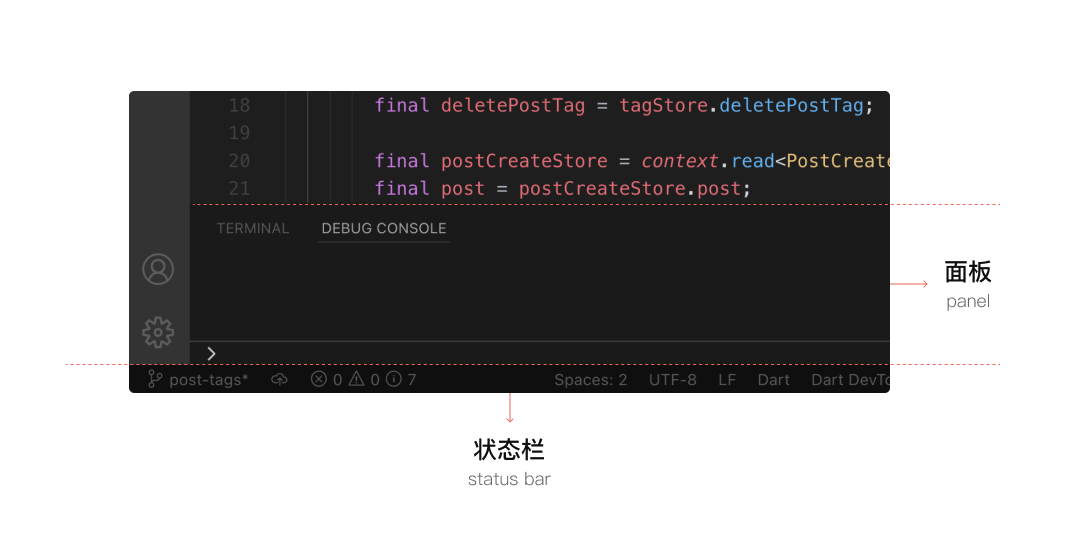 18 final deletePostTag = tagStore.deletePostTag;
19
20 final postCreateStore = context.read<PostCreate
21 final post = postCreateStore.post;
TERMINAL DEBUG CONSOLE
面板
panel
post-tags* 0 0 7 Spaces: 2 UTF-8 LF Dart Dart DevTo
状态栏
status bar